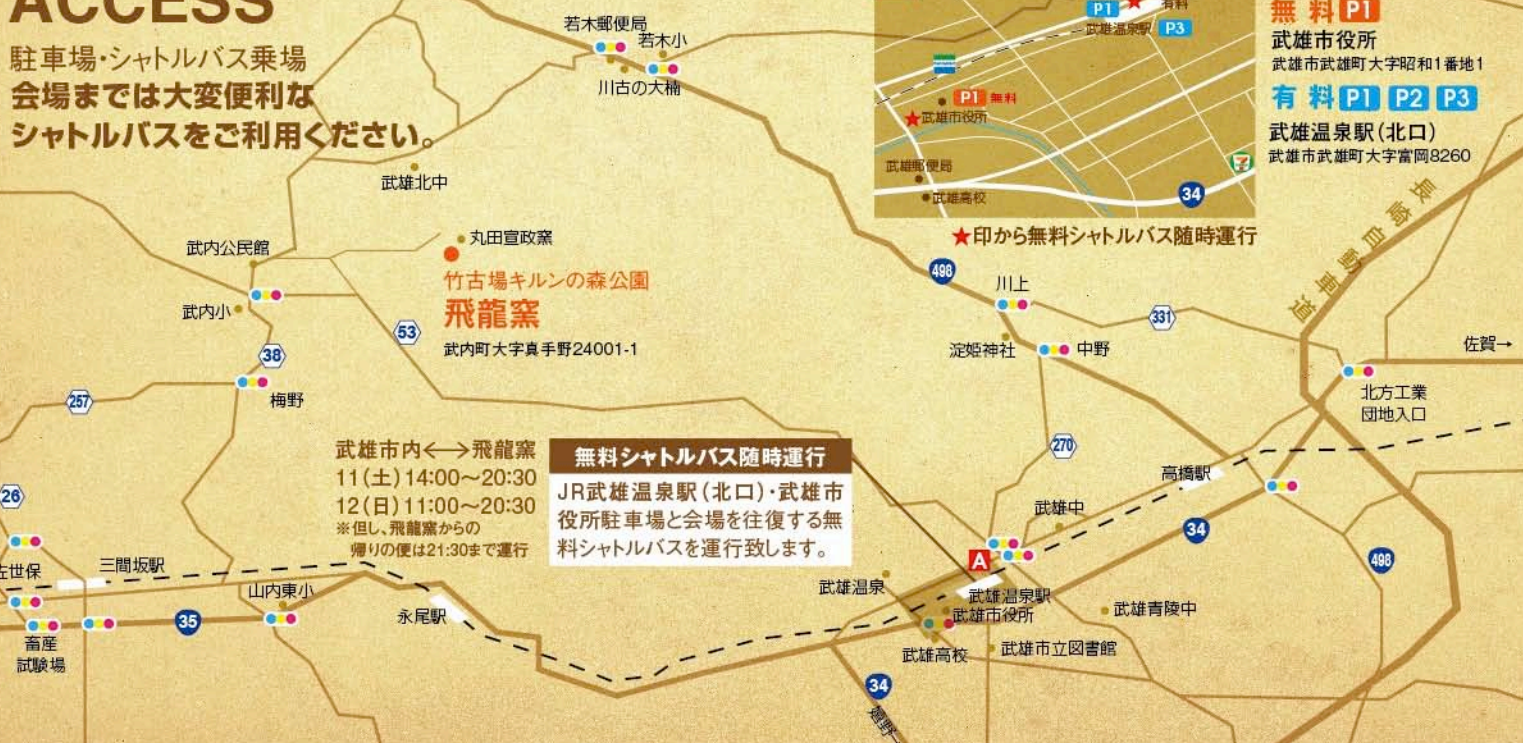 ACCESS
駐車場・シャトルバス乗場
会場までは大変便利な
シャトルバスをご利用ください。
若木郵便局
若木小
川古の大楠
武雄北中
武内公民館
丸田宣政窯
竹古場キルンの森公園
飛龍窯
武内町大字真手野24001-1
武内小
53
38
梅野
257
P1
有料
武雄温泉駅
P3
P1 無料
武雄市役所
武雄郵便局
武雄高校
34
★印から無料シャトルバス随時運行
無料 P1
武雄市役所
武雄市武雄町大字昭和1番地1
有料 P1 P2 P3
武雄温泉駅(北口)
武雄市武雄町大字富岡8260
長崎自動車道
498
川上
331
淀姫神社
中野
佐賀→
北方工業
団地入口
270
高橋駅
武雄市内←→飛龍窯
11(土)14:00〜20:30
12(日)11:00〜20:30
※但し、飛龍窯からの
帰りの便は21:30まで運行
無料シャトルバス随時運行
JR武雄温泉駅(北口)・武雄市
役所駐車場と会場を往復する無
料シャトルバスを運行致します。
武雄中
34
498
26
佐世保
三間坂駅
山内東小
永尾駅
35
畜産
試験場
A
武雄温泉
武雄温泉駅
武雄市役所
武雄青陵中
武雄高校
武雄市立図書館
34
嬉野